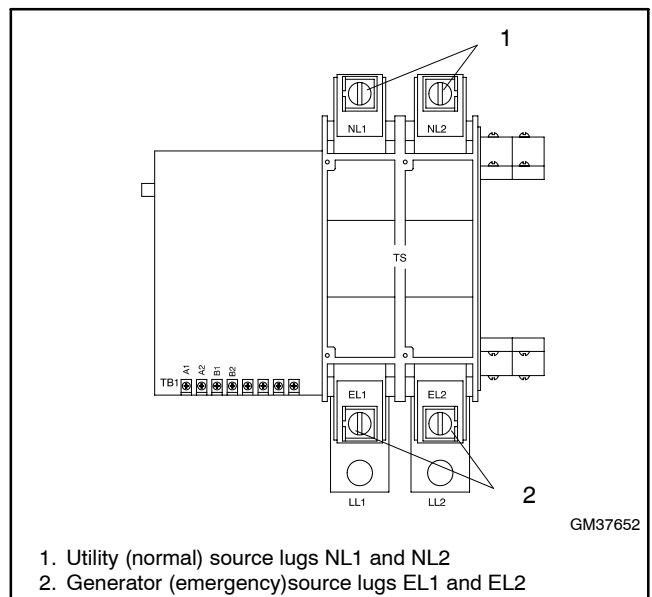 1
NL1 NL2
TS
A1 A2 B1 B2
TB1
EL1 EL2
2
LL1 LL2
GM37652
1. Utility (normal) source lugs NL1 and NL2
2. Generator (emergency)source lugs EL1 and EL2